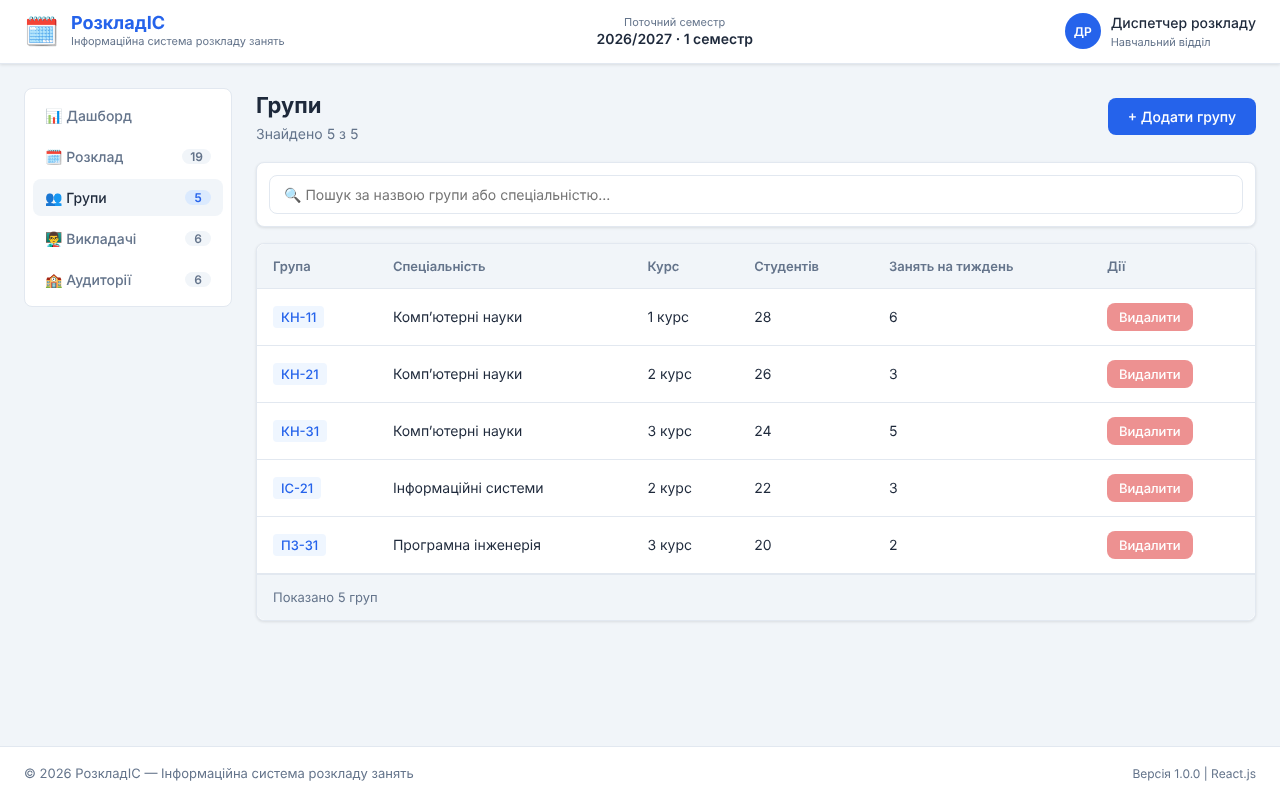 РозкладІС
Інформаційна система розкладу занять
Поточний семестр
2026/2027 · 1 семестр
ДР
Диспетчер розкладу
Навчальний відділ
Дашборд
Розклад 19
Групи 5
Викладачі 6
Аудиторії 6
Групи
Знайдено 5 з 5
+ Додати групу
Пошук за назвою групи або спеціальністю...
Група Спеціальність Курс Студентів Занять на тиждень Дії
КН-11 Комп'ютерні науки 1 курс 28 6 Видалити
КН-21 Комп'ютерні науки 2 курс 26 3 Видалити
КН-31 Комп'ютерні науки 3 курс 24 5 Видалити
ІС-21 Інформаційні системи 2 курс 22 3 Видалити
ПЗ-31 Програмна інженерія 3 курс 20 2 Видалити
Показано 5 груп
© 2026 РозкладІС — Інформаційна система розкладу занять
Версія 1.0.0 | React.js